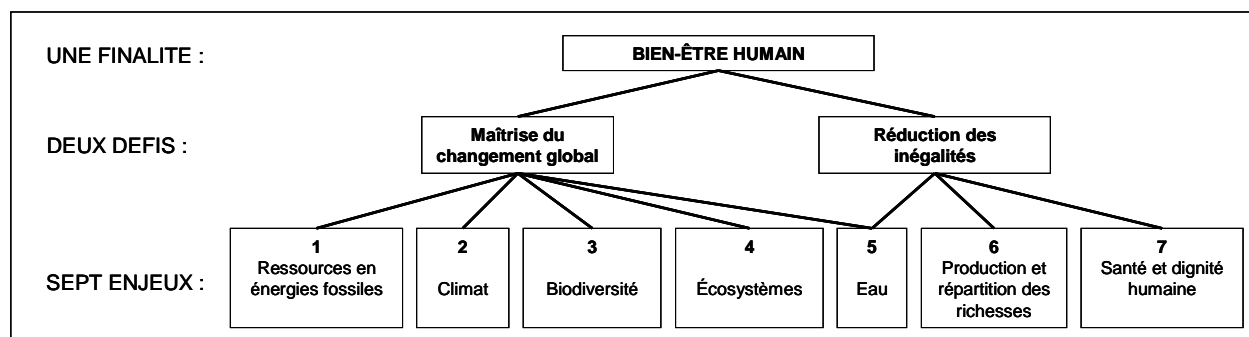 UNE FINALITE :
BIEN-ÊTRE HUMAIN
DEUX DEFIS :
Maîtrise du
changement global
Réduction des
inégalités
SEPT ENJEUX :
1
Ressources en
énergies fossiles
2
Climat
3
Biodiversité
4
Écosystèmes
5
Eau
6
Production et
répartition des
richesses
7
Santé et dignité
humaine